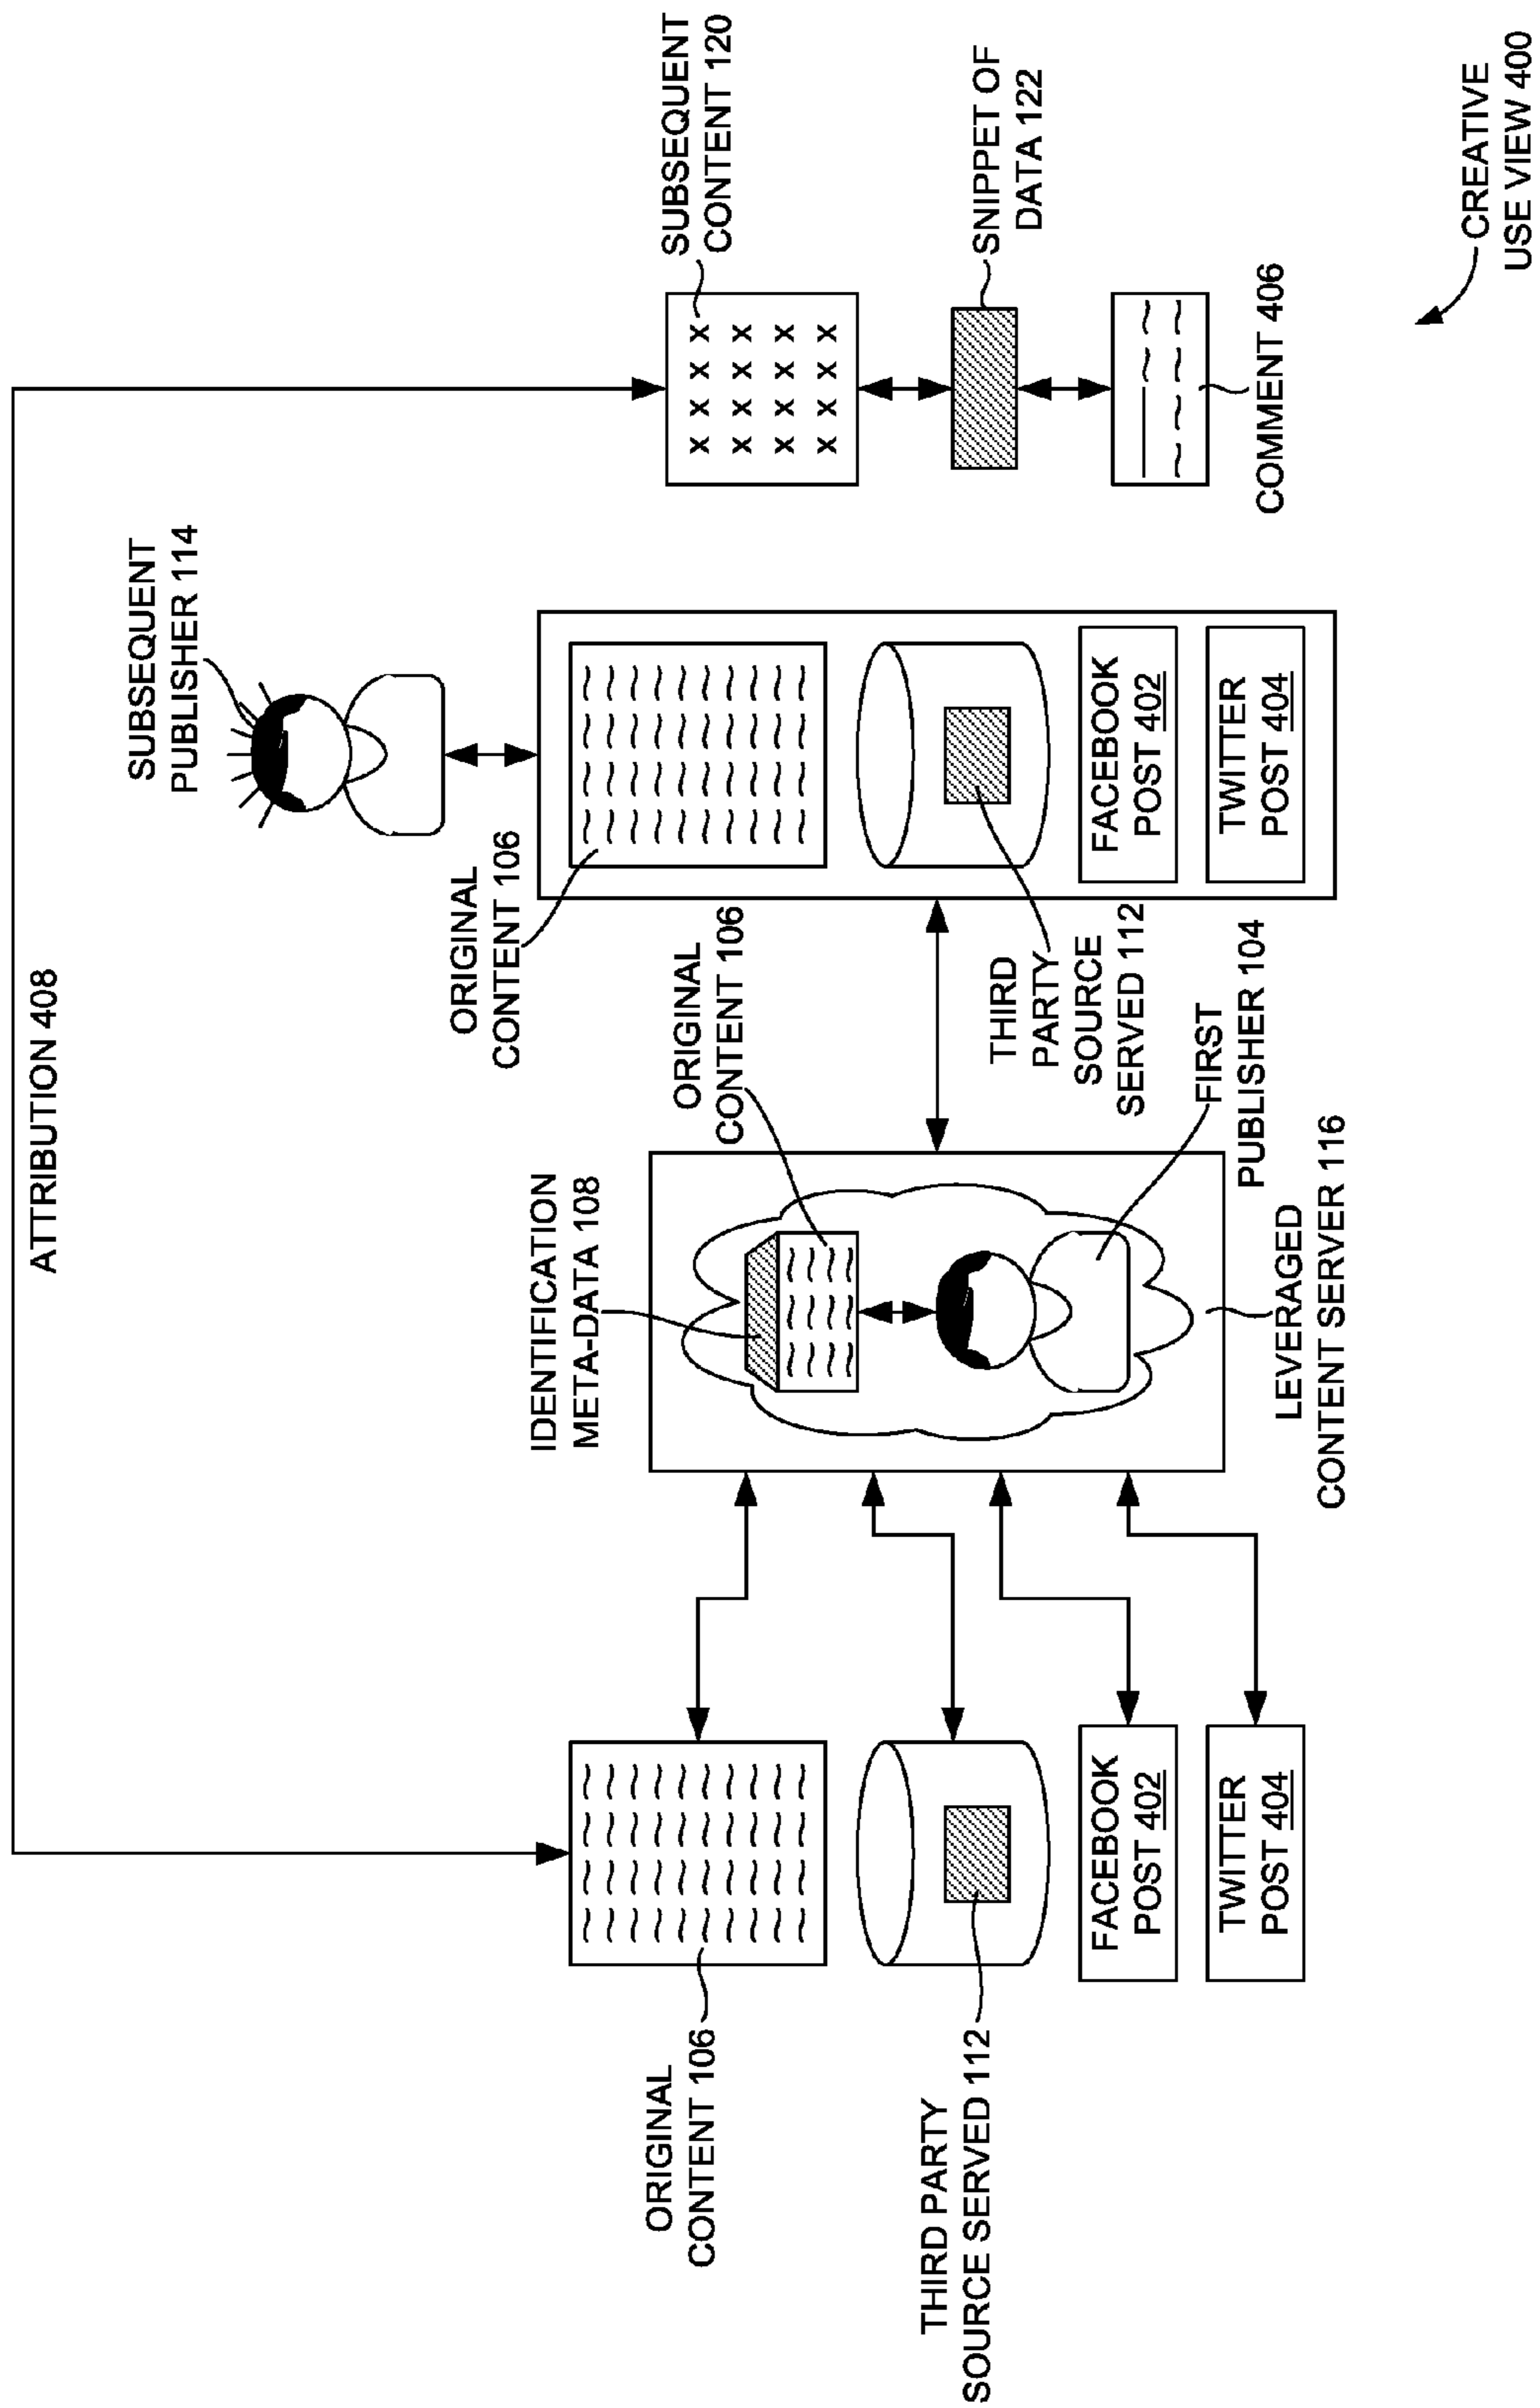 ATTRIBUTION 408
ORIGINAL
CONTENT 106
THIRD PARTY
SOURCE SERVED 112
FACEBOOK
POST 402
TWITTER
POST 404
IDENTIFICATION
META-DATA 108
ORIGINAL
CONTENT 106
FIRST
PUBLISHER 104
LEVERAGED
CONTENT SERVER 116
SUBSEQUENT
PUBLISHER 114
ORIGINAL
CONTENT 106
THIRD
PARTY
SOURCE
SERVED 112
FACEBOOK
POST 402
TWITTER
POST 404
SUBSEQUENT
CONTENT 120
X X X X
X X X X
X X X X
X X X X
SNIPPET OF
DATA 122
COMMENT 406
CREATIVE
USE VIEW 400